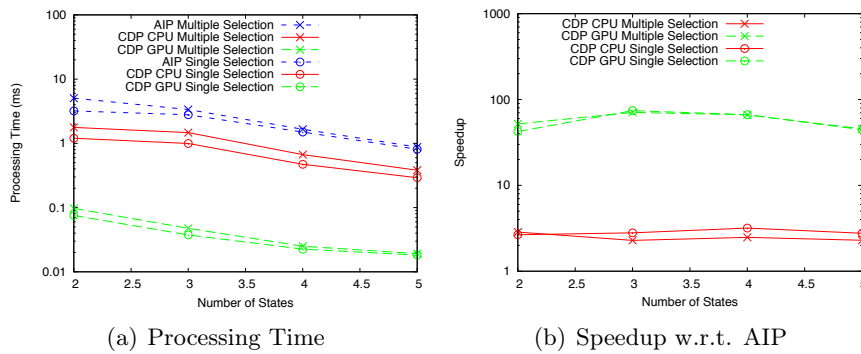 AIP Multiple Selection
CDP CPU Multiple Selection
CDP GPU Multiple Selection
AIP Single Selection
CDP CPU Single Selection
CDP GPU Single Selection
100
10
1
0.1
0.01
Processing Time (ms)
2 2.5 3 3.5 4 4.5 5
Number of States
(a) Processing Time
CDP CPU Multiple Selection
CDP GPU Multiple Selection
CDP CPU Single Selection
CDP GPU Single Selection
1000
100
10
1
Speedup
2 2.5 3 3.5 4 4.5 5
Number of States
(b) Speedup w.r.t. AIP